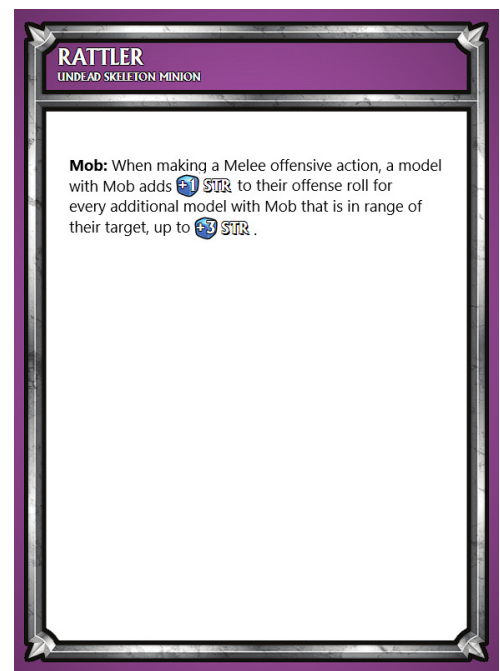 RATTLER
UNDEAD SKELETON MINION
Mob: When making a Melee offensive action, a model
with Mob adds +1 STR to their offense roll for
every additional model with Mob that is in range of
their target, up to +3 STR .